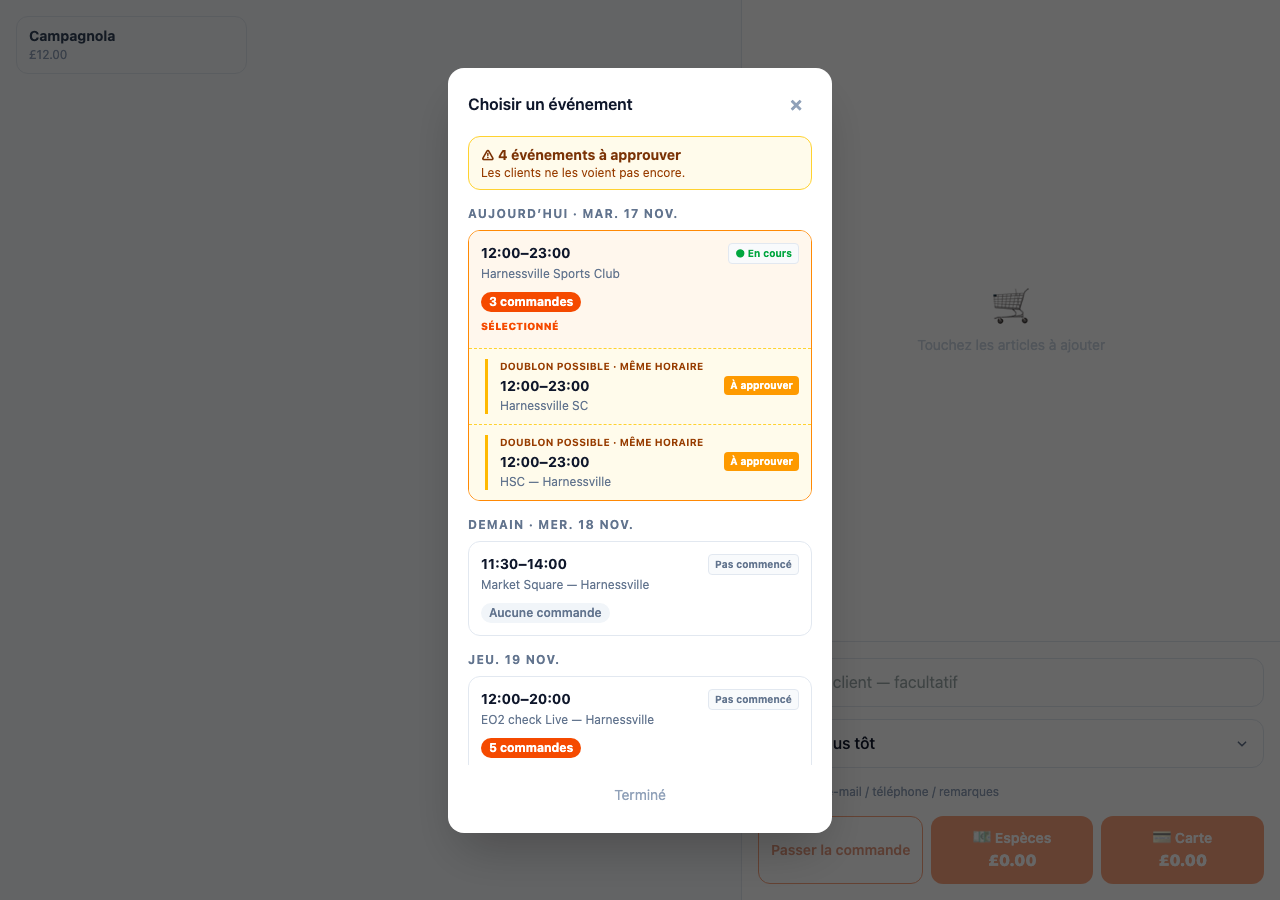 Campagnola
£12.00
Choisir un événement
×
⚠ 4 événements à approuver
Les clients ne les voient pas encore.
AUJOURD'HUI · MAR. 17 NOV.
12:00–23:00
En cours
Harnessville Sports Club
3 commandes
SÉLECTIONNÉ
DOUBLON POSSIBLE · MÊME HORAIRE
12:00–23:00
À approuver
Harnessville SC
DOUBLON POSSIBLE · MÊME HORAIRE
12:00–23:00
À approuver
HSC — Harnessville
DEMAIN · MER. 18 NOV.
11:30–14:00
Pas commencé
Market Square — Harnessville
Aucune commande
JEU. 19 NOV.
12:00–20:00
Pas commencé
EO2 check Live — Harnessville
5 commandes
Terminé
Touchez les articles à ajouter
client — facultatif
us tôt
-mail / téléphone / remarques
Passer la commande
Espèces
£0.00
Carte
£0.00